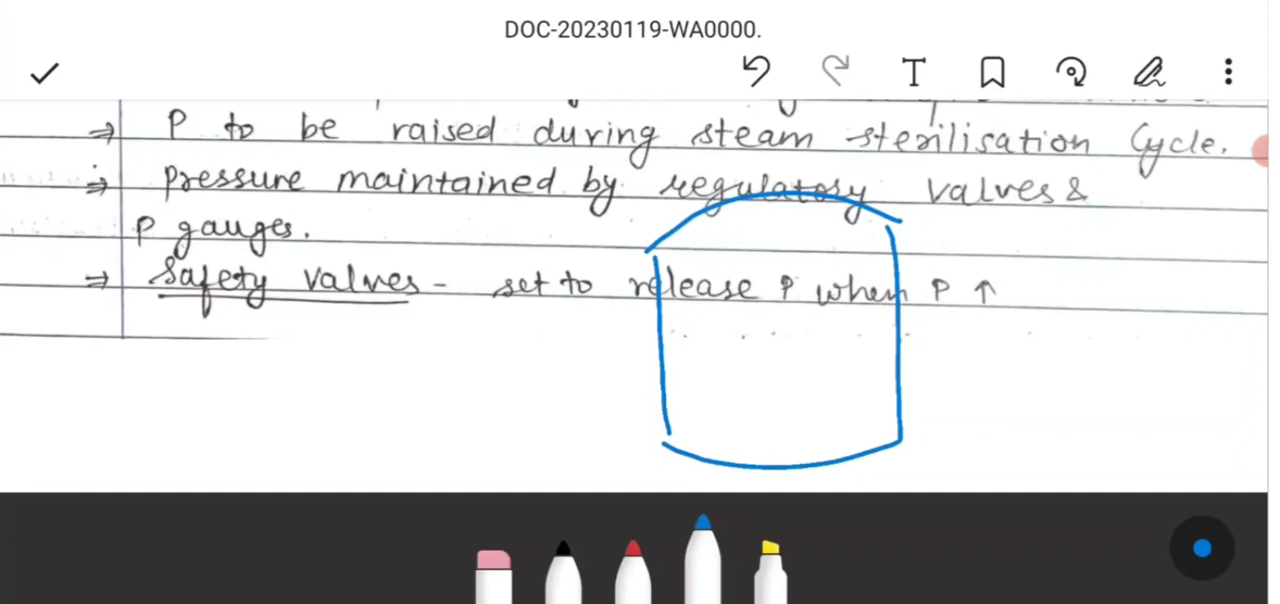 DOC-20230119-WA0000.
T
⇒ P to be raised during steam sterilisation Cycle.
⇒ pressure maintained by regulatory valves &
P gauges.
⇒ Safety valves - set to release P when P ↑